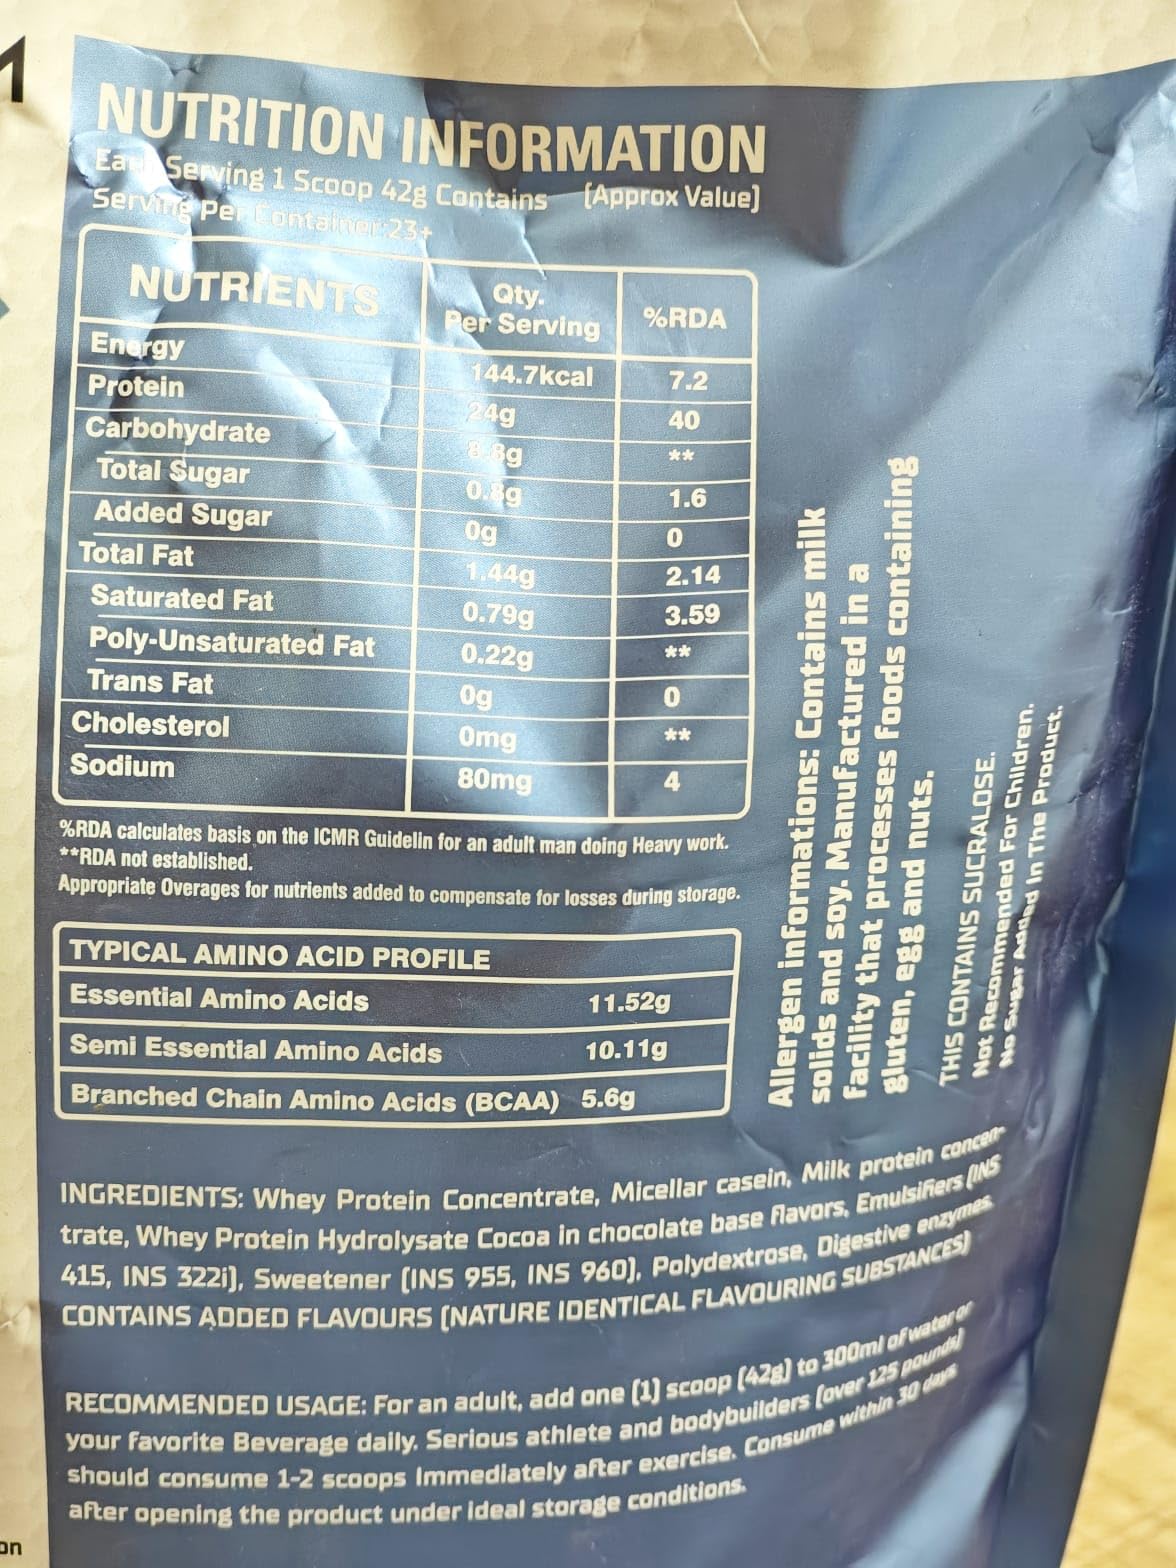 NUTRITION INFORMATION
Serving 1 Scoop 42g Contains (Approx Value)
Serving Per Container:23+
NUTRIENTS Qty. Per Serving %RDA
Energy 144.7kcal 7.2
Protein 24g 40
Carbohydrate **
Total Sugar 1.6
Added Sugar 0g 0
Total Fat 1.44g 2.14
Saturated Fat 0.79g 3.59
Poly-Unsaturated Fat 0.22g **
Trans Fat 0g 0
Cholesterol 0mg **
Sodium 80mg 4
%RDA calculates basis on the ICMR Guidelin for an adult man doing Heavy work.
**RDA not established.
Appropriate Overages for nutrients added to compensate for losses during storage.
TYPICAL AMINO ACID PROFILE
Essential Amino Acids 11.52g
Semi Essential Amino Acids 10.11g
Branched Chain Amino Acids (BCAA) 5.6g
Allergen informations: Contains milk
solids and soy. Manufactured in a
facility that processes foods containing
gluten, egg and nuts.
THIS CONTAINS SUCRALOSE.
Not Recommended For Children.
No Sugar Added In The Product.
INGREDIENTS: Whey Protein Concentrate, Micellar casein, Milk protein concen-
trate, Whey Protein Hydrolysate Cocoa in chocolate base flavors, Emulsifiers (INS
415, INS 322i), Sweetener (INS 955, INS 960), Polydextrose, Digestive enzymes.
CONTAINS ADDED FLAVOURS (NATURE IDENTICAL FLAVOURING SUBSTANCES)
RECOMMENDED USAGE: For an adult, add one (1) scoop (42g) to 300ml of water or
your favorite Beverage daily. Serious athlete and bodybuilders (over 125 pounds)
should consume 1-2 scoops Immediately after exercise. Consume within 30 days
after opening the product under ideal storage conditions.
on